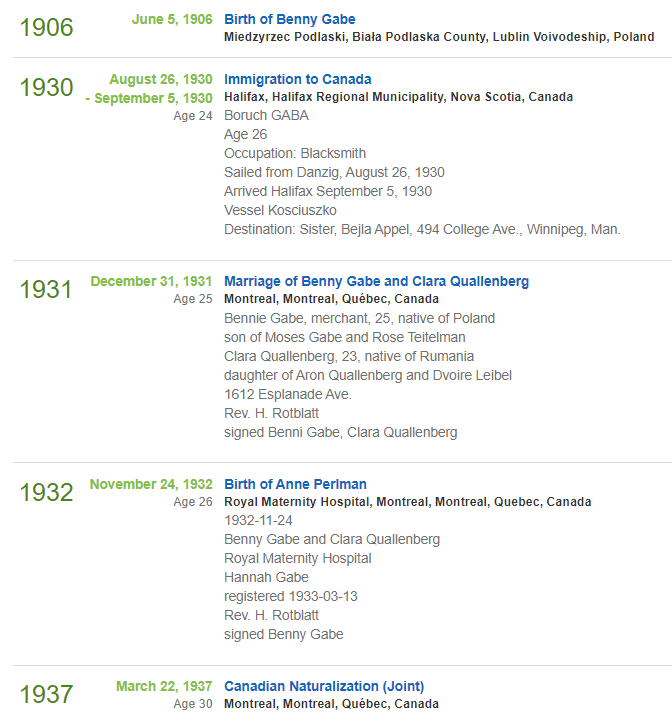 1906
June 5, 1906
Birth of Benny Gabe
Miedzyrzec Podlaski, Biała Podlaska County, Lublin Voivodeship, Poland
1930
August 26, 1930
- September 5, 1930
Age 24
Immigration to Canada
Halifax, Halifax Regional Municipality, Nova Scotia, Canada
Boruch GABA
Age 26
Occupation: Blacksmith
Sailed from Danzig, August 26, 1930
Arrived Halifax September 5, 1930
Vessel Kosciuszko
Destination: Sister, Bejla Appel, 494 College Ave., Winnipeg, Man.
1931
December 31, 1931
Age 25
Marriage of Benny Gabe and Clara Quallenberg
Montreal, Montreal, Québec, Canada
Bennie Gabe, merchant, 25, native of Poland
son of Moses Gabe and Rose Teitelman
Clara Quallenberg, 23, native of Rumania
daughter of Aron Quallenberg and Dvoire Leibel
1612 Esplanade Ave.
Rev. H. Rotblatt
signed Benni Gabe, Clara Quallenberg
1932
November 24, 1932
Age 26
Birth of Anne Perlman
Royal Maternity Hospital, Montreal, Montreal, Quebec, Canada
1932-11-24
Benny Gabe and Clara Quallenberg
Royal Maternity Hospital
Hannah Gabe
registered 1933-03-13
Rev. H. Rotblatt
signed Benny Gabe
1937
March 22, 1937
Age 30
Canadian Naturalization (Joint)
Montreal, Montreal, Québec, Canada